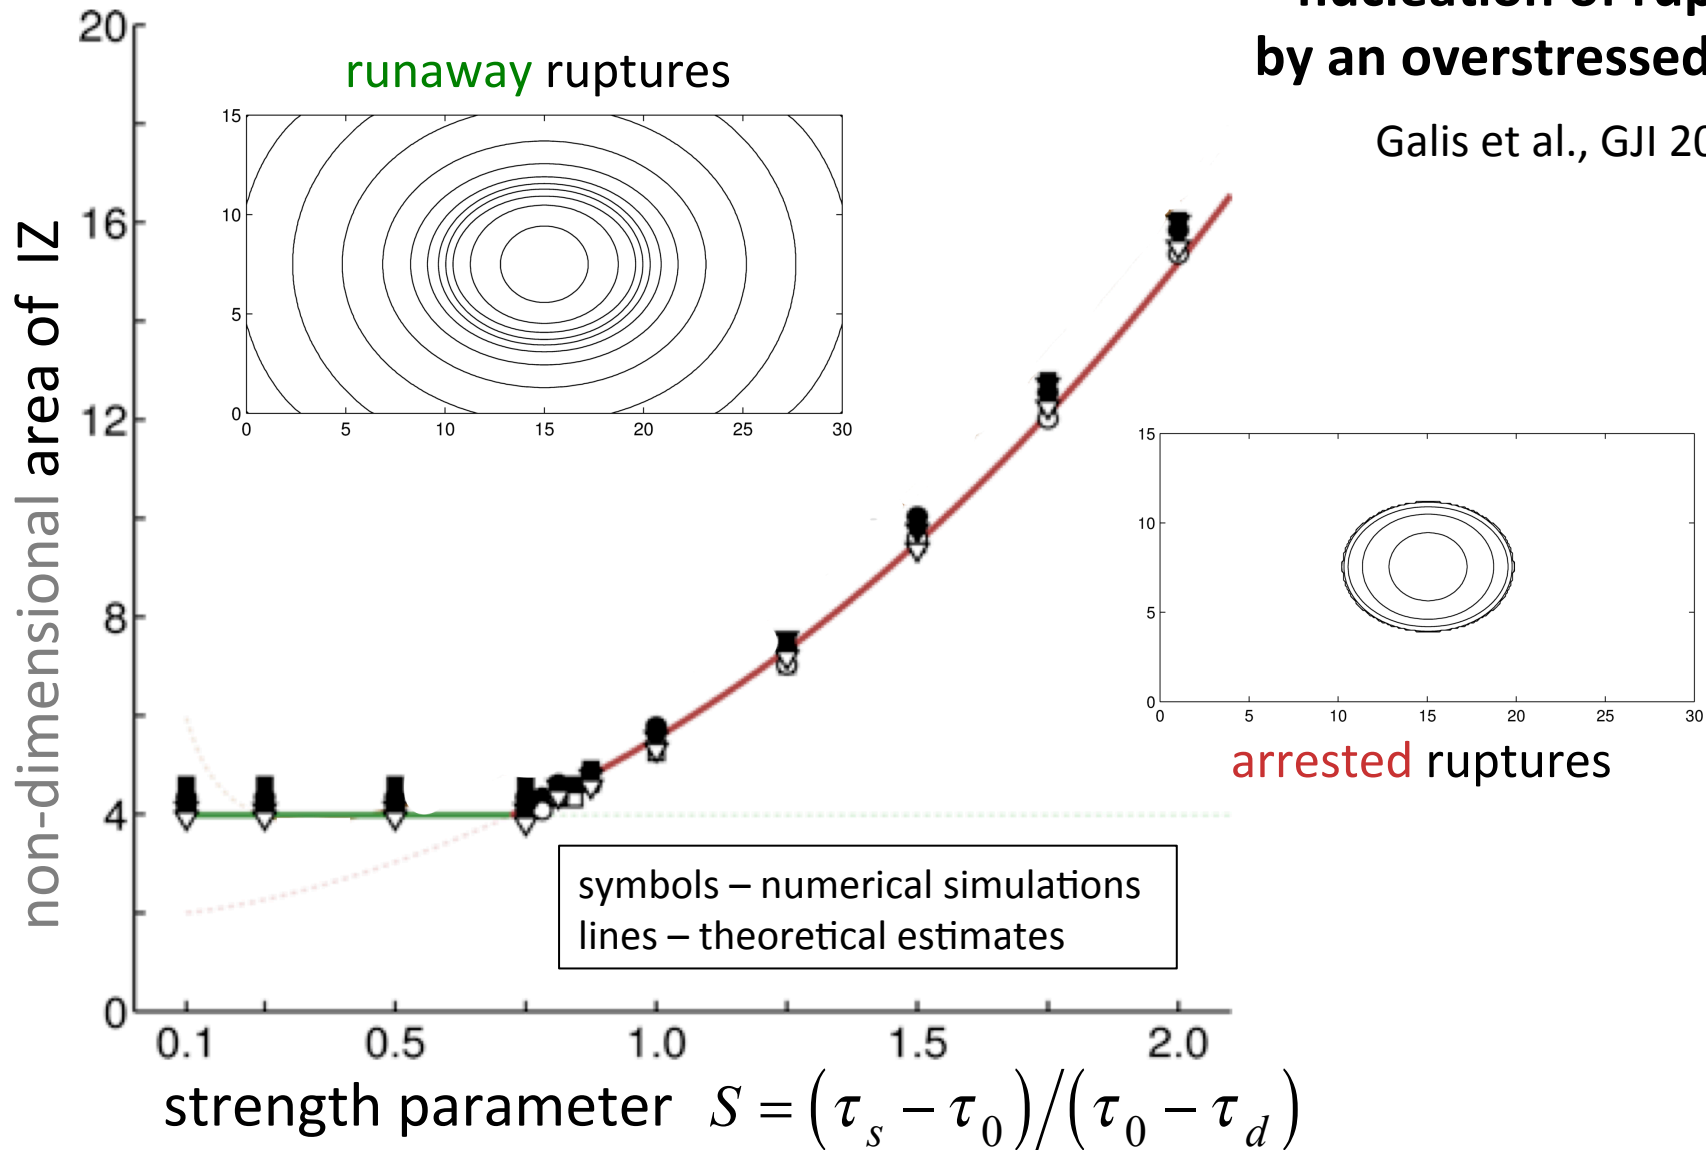 nucleation of rup
by an overstressed
Galis et al., GJI 20
runaway ruptures
15
10
5
0
0 5 10 15 20 25 30
non-dimensional area of IZ
20
16
12
8
4
0
0.1 0.5 1.0 1.5 2.0
15
10
5
0
0 5 10 15 20 25 30
arrested ruptures
symbols – numerical simulations
lines – theoretical estimates
strength parameter S = (τs − τ0)/(τ0 − τd)